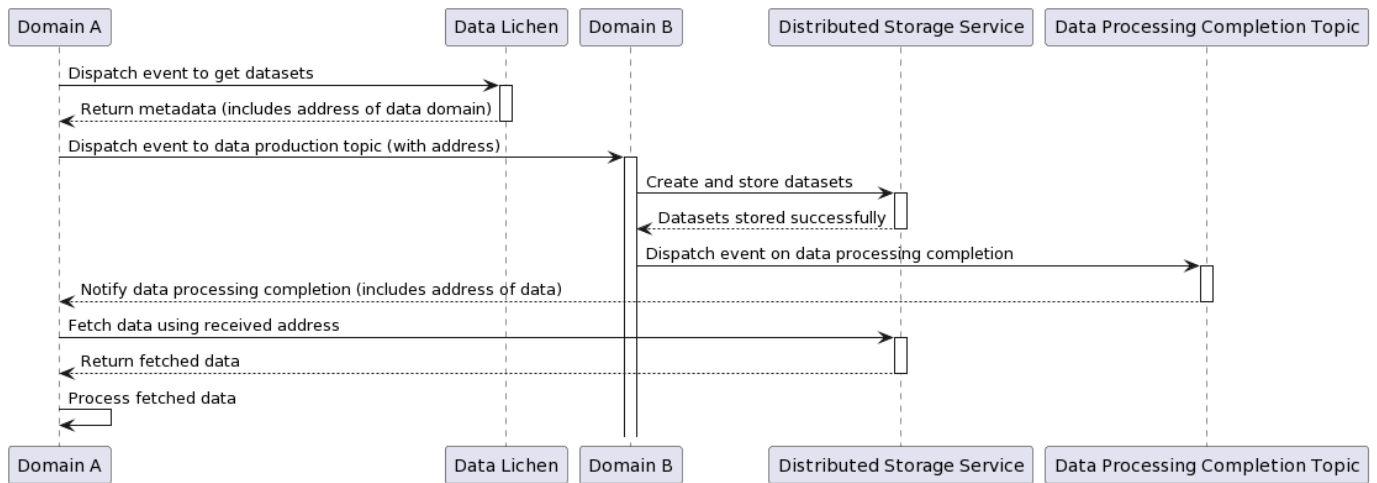 Domain A
Data Lichen
Domain B
Distributed Storage Service
Data Processing Completion Topic
Dispatch event to get datasets
Return metadata (includes address of data domain)
Dispatch event to data production topic (with address)
Create and store datasets
Datasets stored successfully
Dispatch event on data processing completion
Notify data processing completion (includes address of data)
Fetch data using received address
Return fetched data
Process fetched data
Domain A
Data Lichen
Domain B
Distributed Storage Service
Data Processing Completion Topic